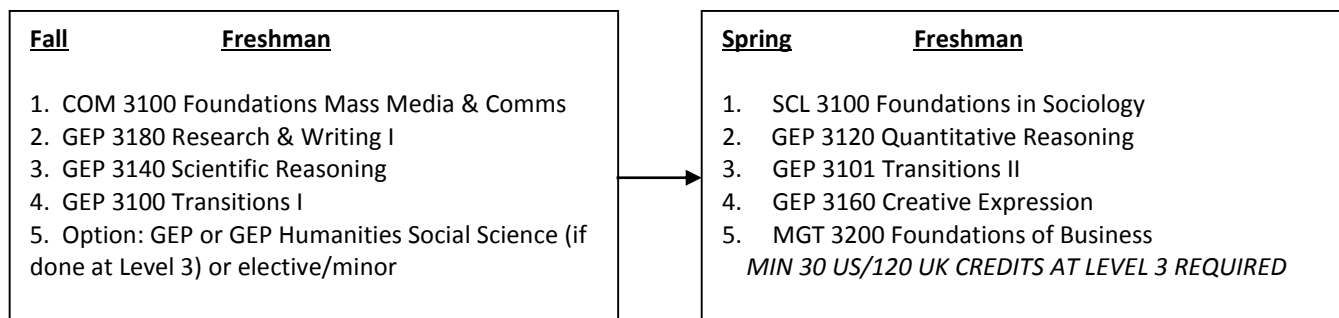 Fall Freshman
1. COM 3100 Foundations Mass Media & Comms
2. GEP 3180 Research & Writing I
3. GEP 3140 Scientific Reasoning
4. GEP 3100 Transitions I
5. Option: GEP or GEP Humanities Social Science (if
done at Level 3) or elective/minor
Spring Freshman
1. SCL 3100 Foundations in Sociology
2. GEP 3120 Quantitative Reasoning
3. GEP 3101 Transitions II
4. GEP 3160 Creative Expression
5. MGT 3200 Foundations of Business
MIN 30 US/120 UK CREDITS AT LEVEL 3 REQUIRED